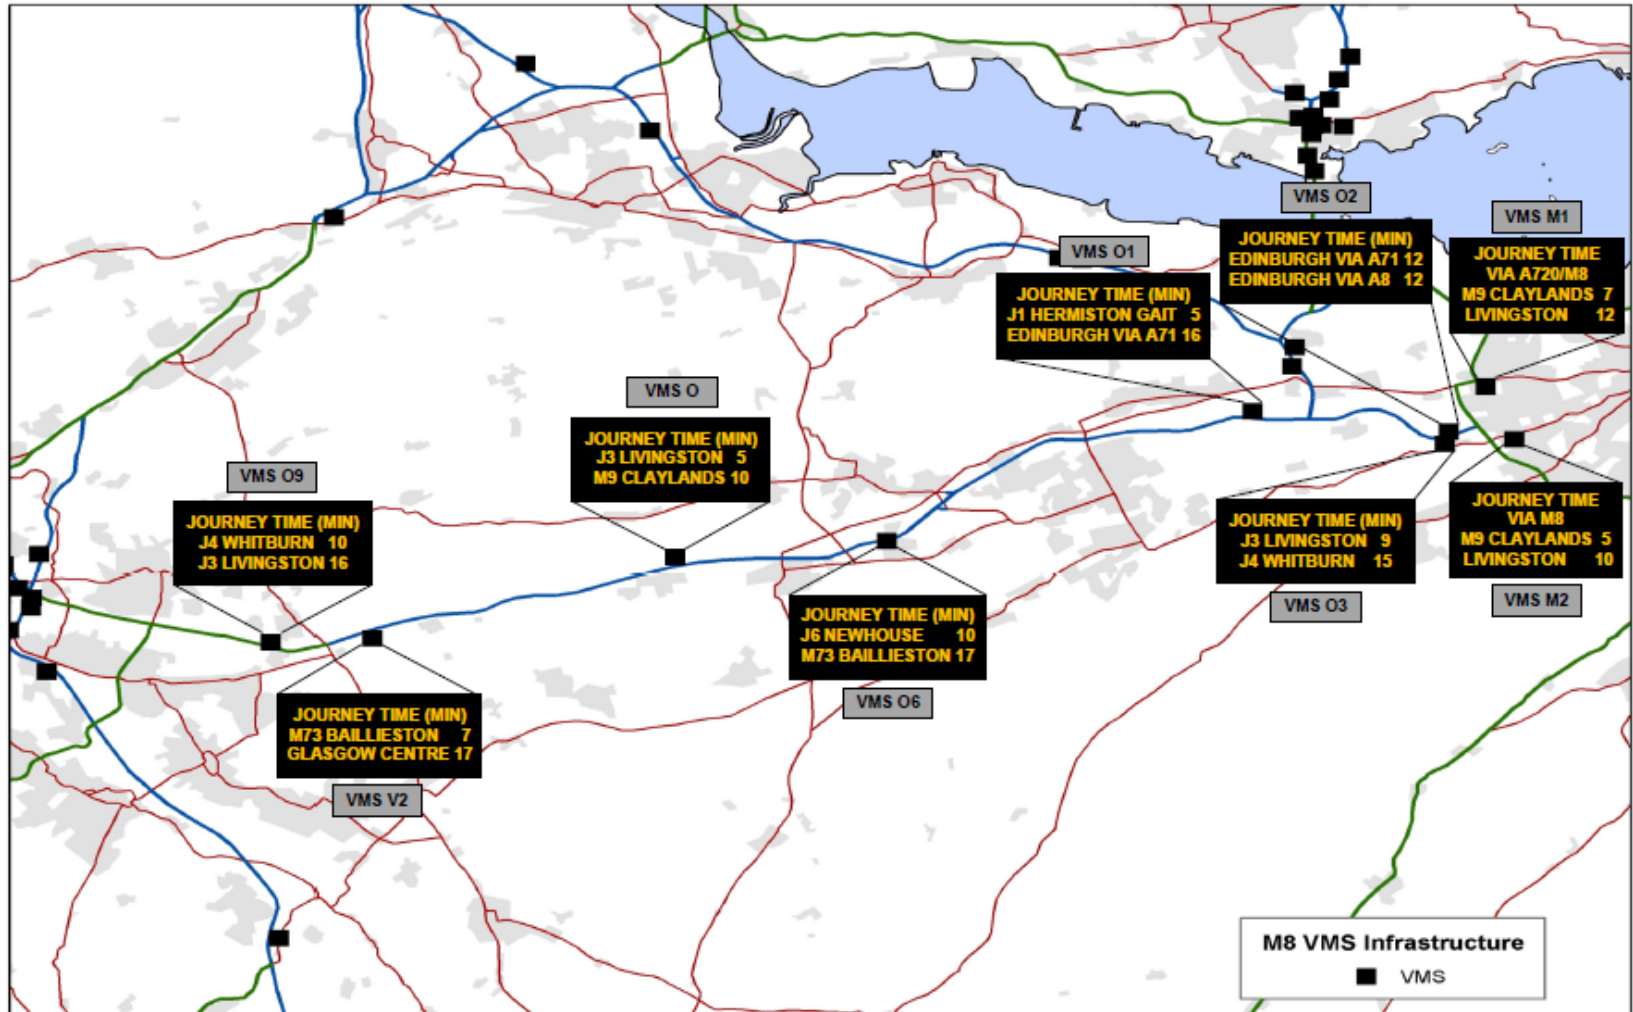 VMS O2
JOURNEY TIME (MIN)
EDINBURGH VIA A71 12
EDINBURGH VIA A8 12
VMS M1
JOURNEY TIME
VIA A720/M8
M9 CLAYLANDS 7
LIVINGSTON 12
VMS O1
JOURNEY TIME (MIN)
J1 HERMISTON GAIT 5
EDINBURGH VIA A71 16
VMS O
JOURNEY TIME (MIN)
J3 LIVINGSTON 5
M9 CLAYLANDS 10
VMS O9
JOURNEY TIME (MIN)
J4 WHITBURN 10
J3 LIVINGSTON 16
JOURNEY TIME (MIN)
J3 LIVINGSTON 9
J4 WHITBURN 15
VMS O3
JOURNEY TIME
VIA M8
M9 CLAYLANDS 5
LIVINGSTON 10
VMS M2
JOURNEY TIME (MIN)
J6 NEWHOUSE 10
M73 BAILLIESTON 17
VMS O6
JOURNEY TIME (MIN)
M73 BAILLIESTON 7
GLASGOW CENTRE 17
VMS V2
M8 VMS Infrastructure
VMS